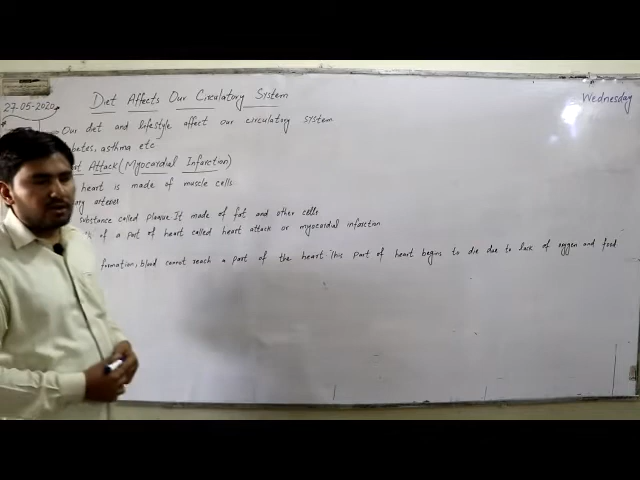 27-05-2020
Wednesday
Diet Affects Our Circulatory System
Our diet and lifestyle affect our circulatory system
betes, asthma etc
Attack (Myocardial Infarction)
heart is made of muscle cells
arteries
substance called plaque. It made of fat and other cells
of a part of heart called heart attack or myocardial infarction
formation, blood cannot reach a part of the heart This part of heart begins to die due to lack of oxygen and food